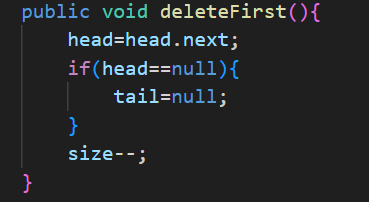 public void deleteFirst(){
    head=head.next;
    if(head==null){
        tail=null;
    }
    size--;
}